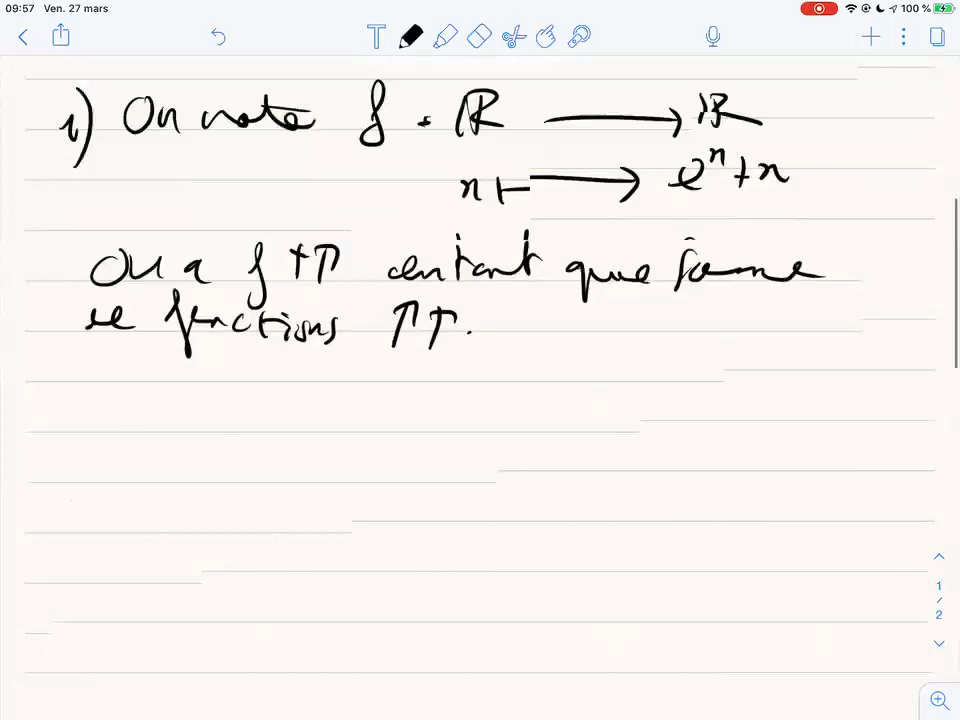 09:57 Ven. 27 mars 100 %
1) On note f : ℝ ⟶ ℝ
x ⟼ eˣ + x
On a f ↑↑ en tant que somme
de fonctions ↑↑.
1
/
2